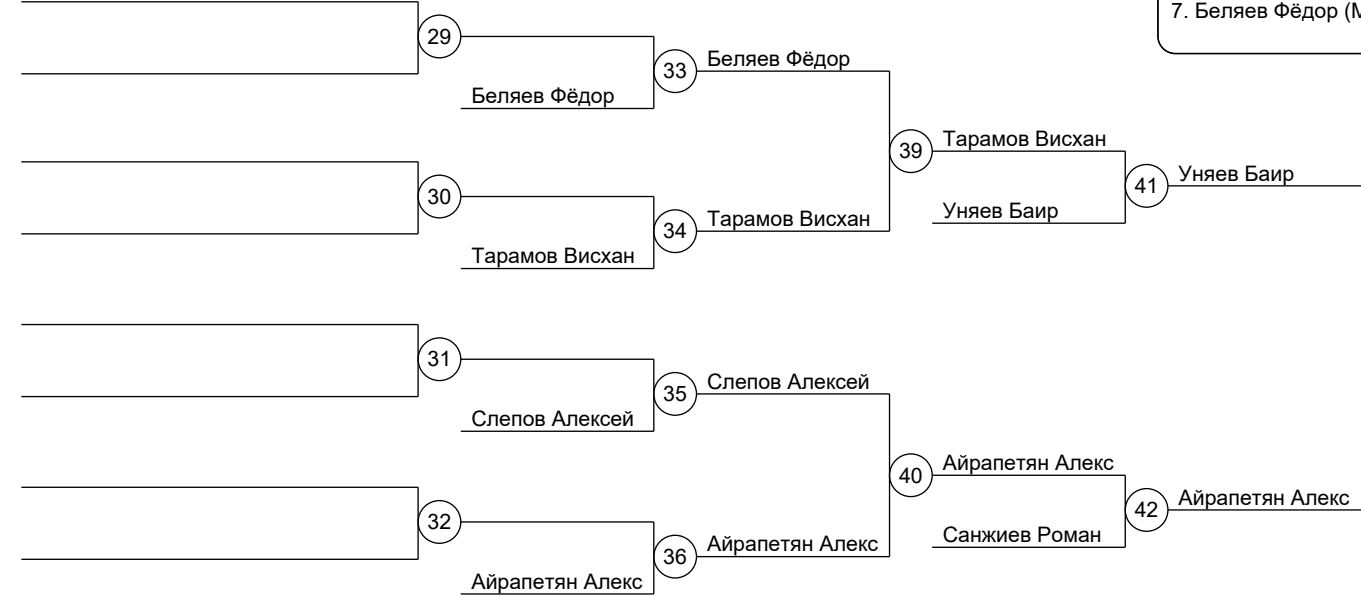 7. Беляев Фёдор (М
29
33
Беляев Фёдор
Беляев Фёдор
39
Тарамов Висхан
30
41
Уняев Баир
34
Тарамов Висхан
Уняев Баир
Тарамов Висхан
31
35
Слепов Алексей
Слепов Алексей
40
Айрапетян Алекс
32
42
Айрапетян Алекс
36
Айрапетян Алекс
Санжиев Роман
Айрапетян Алекс